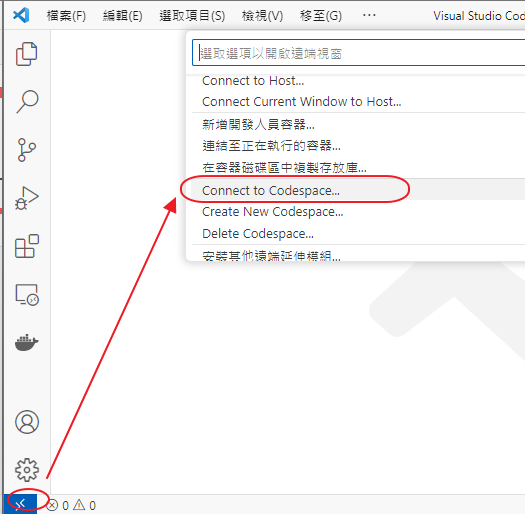 檔案(F) 編輯(E) 選取項目(S) 檢視(V) 移至(G) ··· Visual Studio Cod
選取選項以開啟遠端視窗
Connect to Host...
Connect Current Window to Host...
新增開發人員容器...
連結至正在執行的容器...
在容器磁碟區中複製存放庫...
Connect to Codespace...
Create New Codespace...
Delete Codespace...
安裝其他遠端延伸模組...
0 0